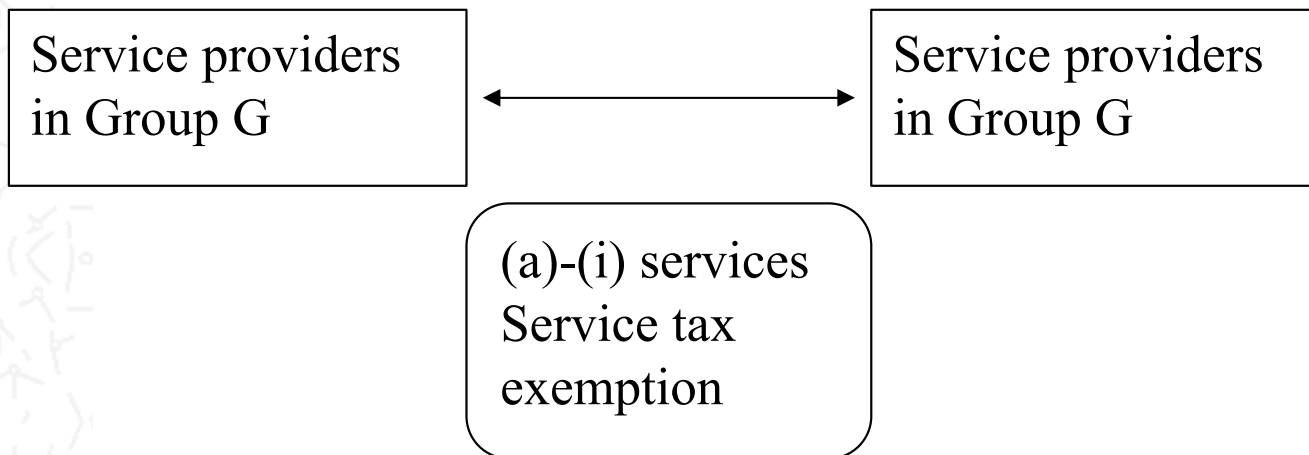 Service providers
in Group G
Service providers
in Group G
(a)-(i) services
Service tax
exemption